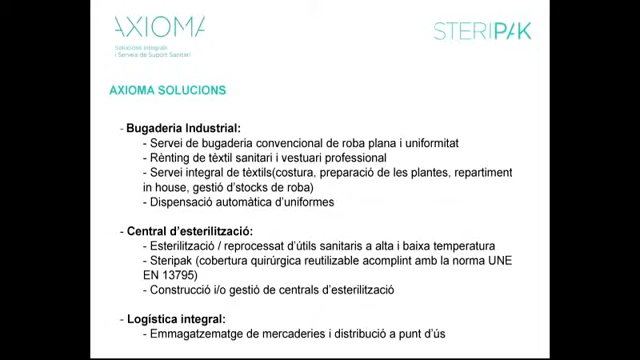 AXIOMA
Solucions Integrals
i Serveis de Suport Sanitari
STERIPAK
AXIOMA SOLUCIONS
- Bugaderia Industrial:
- Servei de bugaderia convencional de roba plana i uniformitat
- Rènting de tèxtil sanitari i vestuari professional
- Servei integral de tèxtils(costura, preparació de les plantes, repartiment
in house, gestió d'stocks de roba)
- Dispensació automàtica d'uniformes
- Central d'esterilització:
- Esterilització / reprocessat d'útils sanitaris a alta i baixa temperatura
- Steripak (cobertura quirúrgica reutilizable acomplint amb la norma UNE
EN 13795)
- Construcció i/o gestió de centrals d'esterilització
- Logística integral:
- Emmagatzematge de mercaderies i distribució a punt d'ús